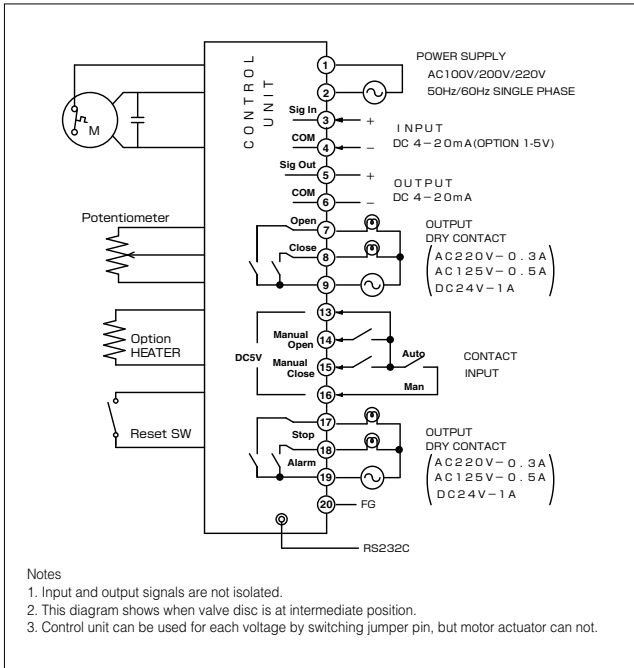 CONTROL
UNIT
1
2
POWER SUPPLY
AC100V/200V/220V
50Hz/60Hz SINGLE PHASE
M
Sig In
3
+
INPUT
DC 4-20mA(OPTION 1-5V)
COM
4
−
Sig Out
5
+
OUTPUT
DC 4-20mA
COM
6
−
Potentiometer
Open
7
Close
8
9
OUTPUT
DRY CONTACT
AC220V-0.3A
AC125V-0.5A
DC24V-1A
Option
HEATER
DC5V
13
Manual
Open
14
Manual
Close
15
16
Auto
Man
CONTACT
INPUT
Reset SW
17
Stop
18
Alarm
19
OUTPUT
DRY CONTACT
AC220V-0.3A
AC125V-0.5A
DC24V-1A
20
FG
RS232C
Notes
1. Input and output signals are not isolated.
2. This diagram shows when valve disc is at intermediate position.
3. Control unit can be used for each voltage by switching jumper pin, but motor actuator can not.